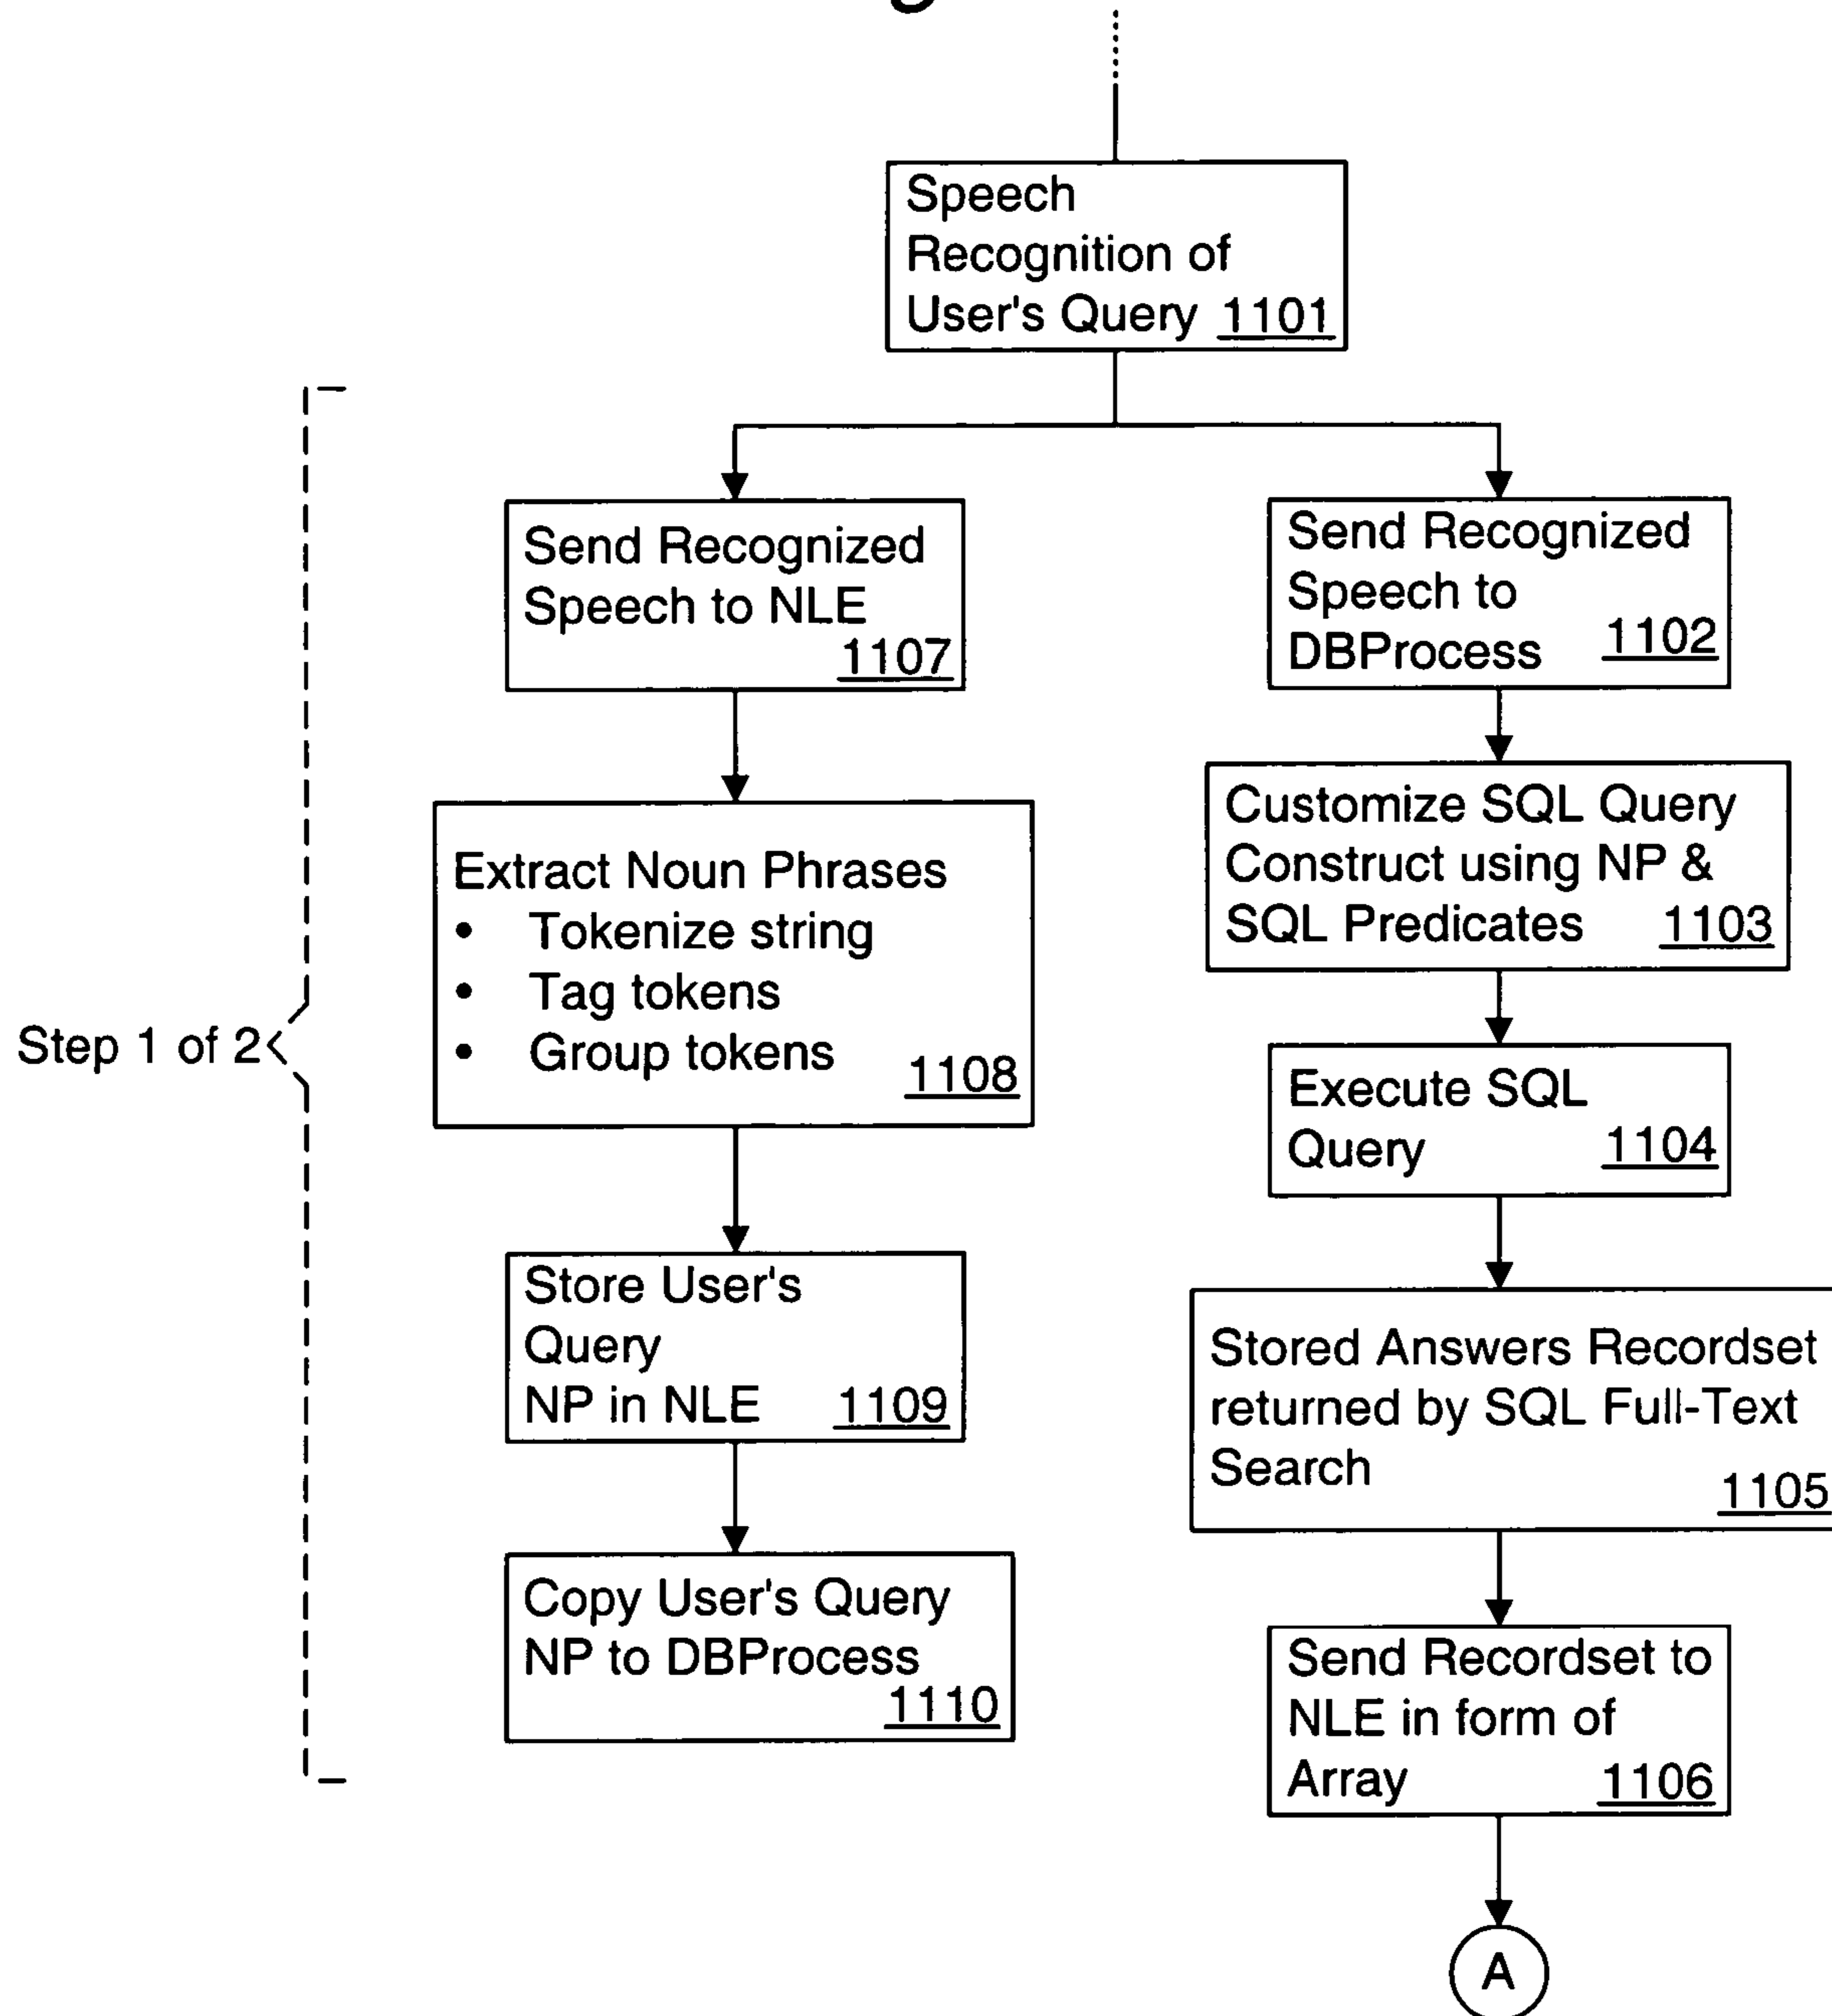 Speech
Recognition of
User's Query 1101
Send Recognized
Speech to NLE
1107
Extract Noun Phrases
• Tokenize string
• Tag tokens
• Group tokens
1108
Store User's
Query
NP in NLE 1109
Copy User's Query
NP to DBProcess
1110
Step 1 of 2
Send Recognized
Speech to
DBProcess 1102
Customize SQL Query
Construct using NP &
SQL Predicates 1103
Execute SQL
Query 1104
Stored Answers Recordset
returned by SQL Full-Text
Search
1105
Send Recordset to
NLE in form of
Array 1106
A